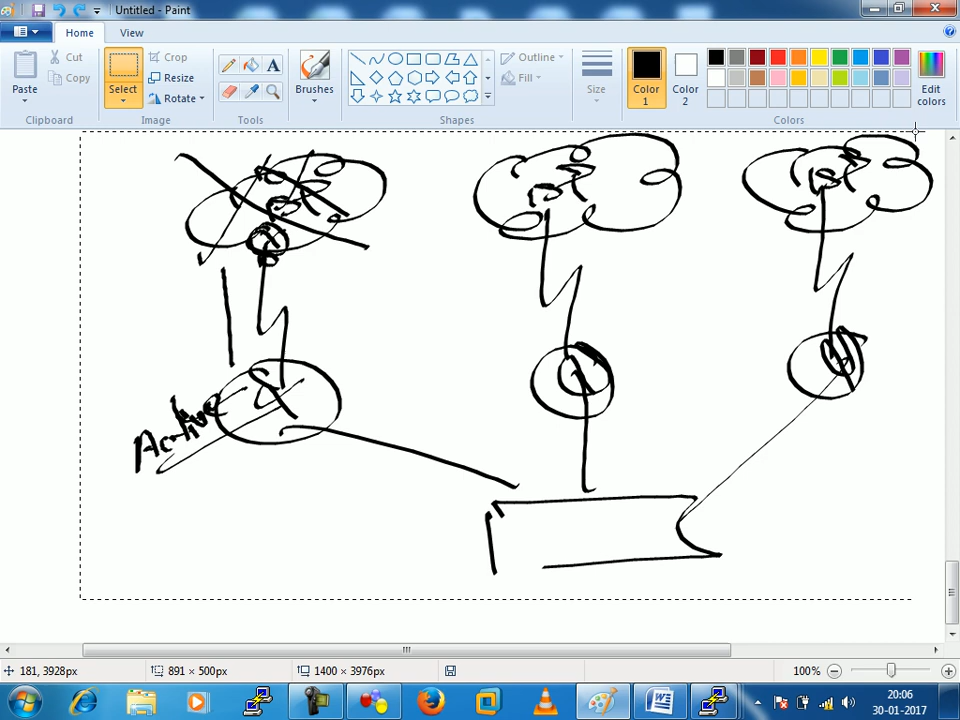 Untitled - Paint
Home
View
Paste
Cut
Copy
Clipboard
Select
Crop
Resize
Rotate
Image
A
Tools
Brushes
Outline
Fill
Shapes
Size
Color 1
Color 2
Edit colors
Colors
Active
181, 3928px
891 × 500px
1400 × 3976px
100%
20:06
30-01-2017